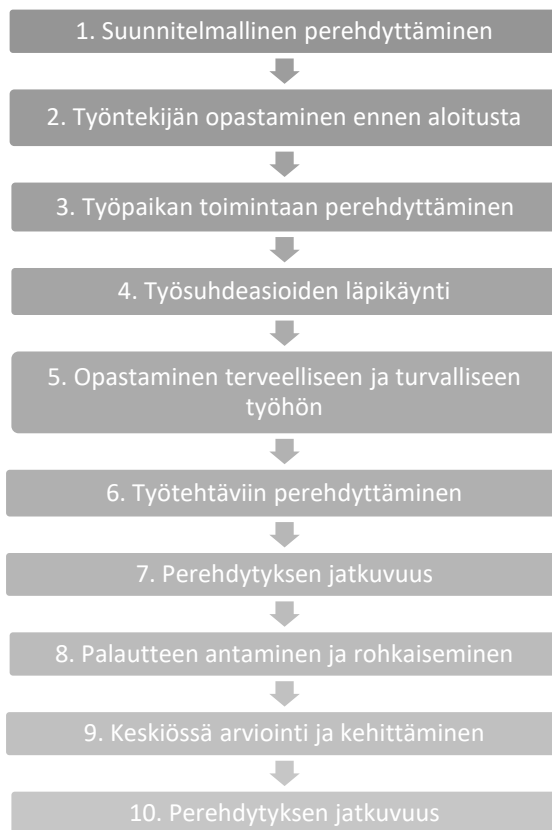 1. Suunnitelmallinen perehdyttäminen
2. Työntekijän opastaminen ennen aloitusta
3. Työpaikan toimintaan perehdyttäminen
4. Työsuhdeasioiden läpikäynti
5. Opastaminen terveelliseen ja turvalliseen
työhön
6. Työtehtäviin perehdyttäminen
7. Perehdytyksen jatkuvuus
8. Palautteen antaminen ja rohkaiseminen
9. Keskiössä arviointi ja kehittäminen
10. Perehdytyksen jatkuvuus